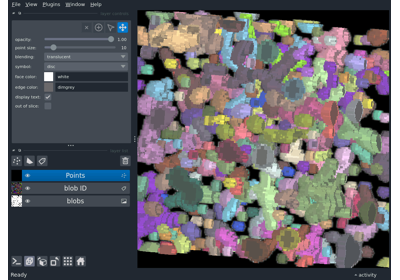 File View Plugins Window Help
opacity: 1.00
point size: 10
blending: translucent
symbol: disc
face color: white
edge color: dimgrey
display text:
out of slice:
Points
blob ID
blobs
Ready
activity